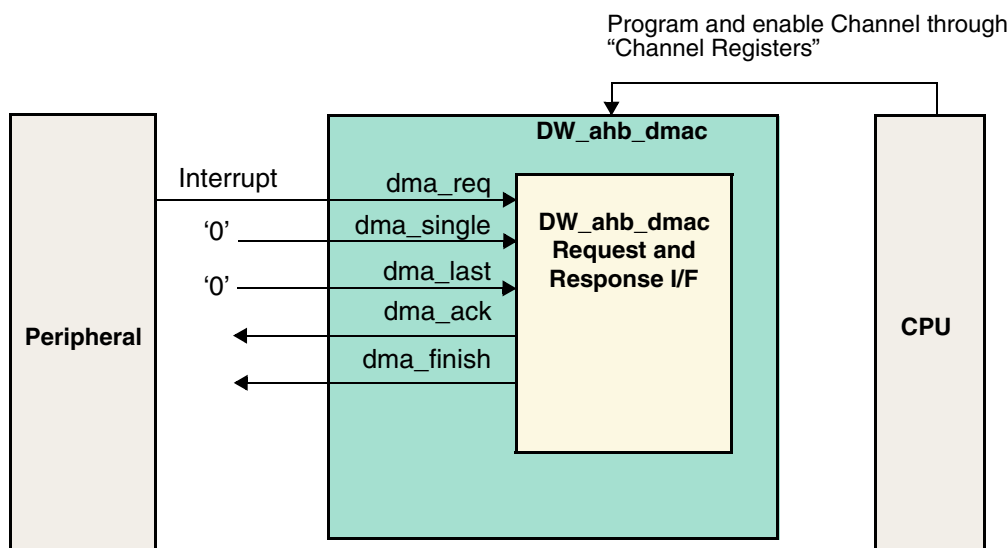 Program and enable Channel through
“Channel Registers”
DW_ahb_dmac
Interrupt
dma_req
‘0’
dma_single
‘0’
dma_last
dma_ack
dma_finish
DW_ahb_dmac
Request and
Response I/F
Peripheral
CPU